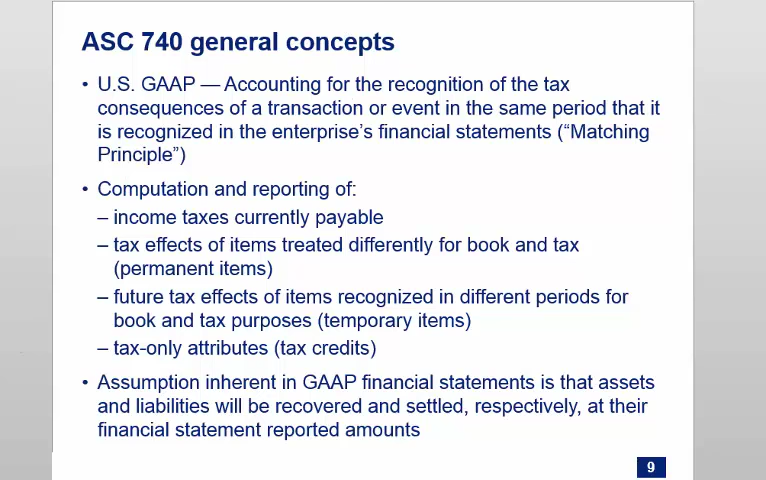 ASC 740 general concepts
• U.S. GAAP — Accounting for the recognition of the tax
consequences of a transaction or event in the same period that it
is recognized in the enterprise's financial statements ("Matching
Principle")
• Computation and reporting of:
– income taxes currently payable
– tax effects of items treated differently for book and tax
(permanent items)
– future tax effects of items recognized in different periods for
book and tax purposes (temporary items)
– tax-only attributes (tax credits)
• Assumption inherent in GAAP financial statements is that assets
and liabilities will be recovered and settled, respectively, at their
financial statement reported amounts
9